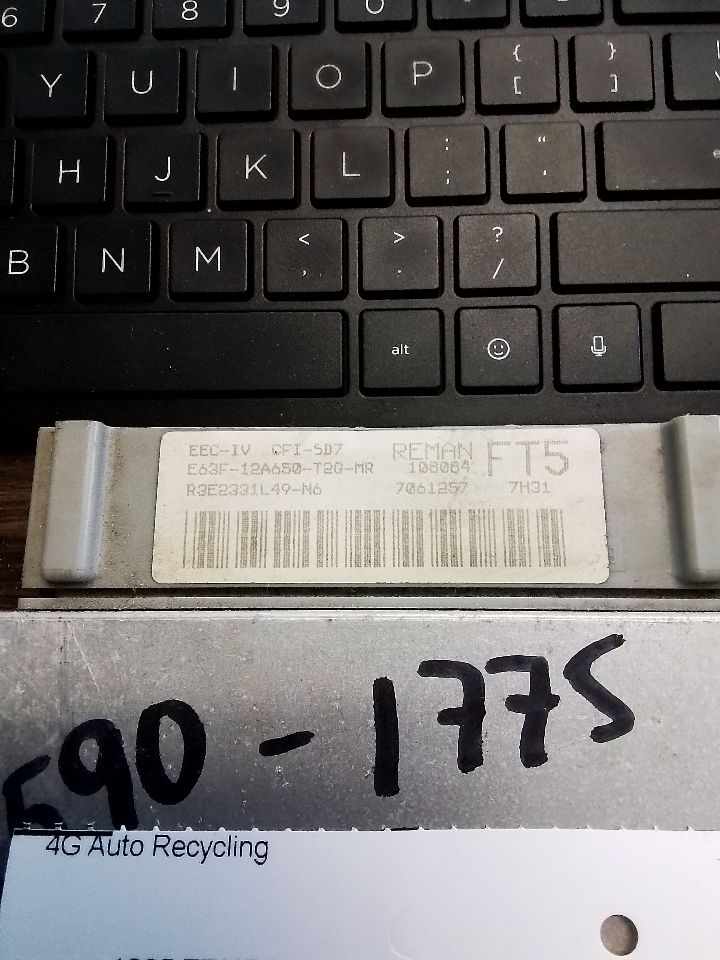 6 7 8 9 0
Y U I O P { [ } ]
H J K L : ; " '
B N M < , > . ? /
alt
EEC-IV CFI-SD7 REMAN FT5
E63F-12A650-T2G-MR 108064
R3E2331L49-N6 7061257 7H31
590-1775
4G Auto Recycling